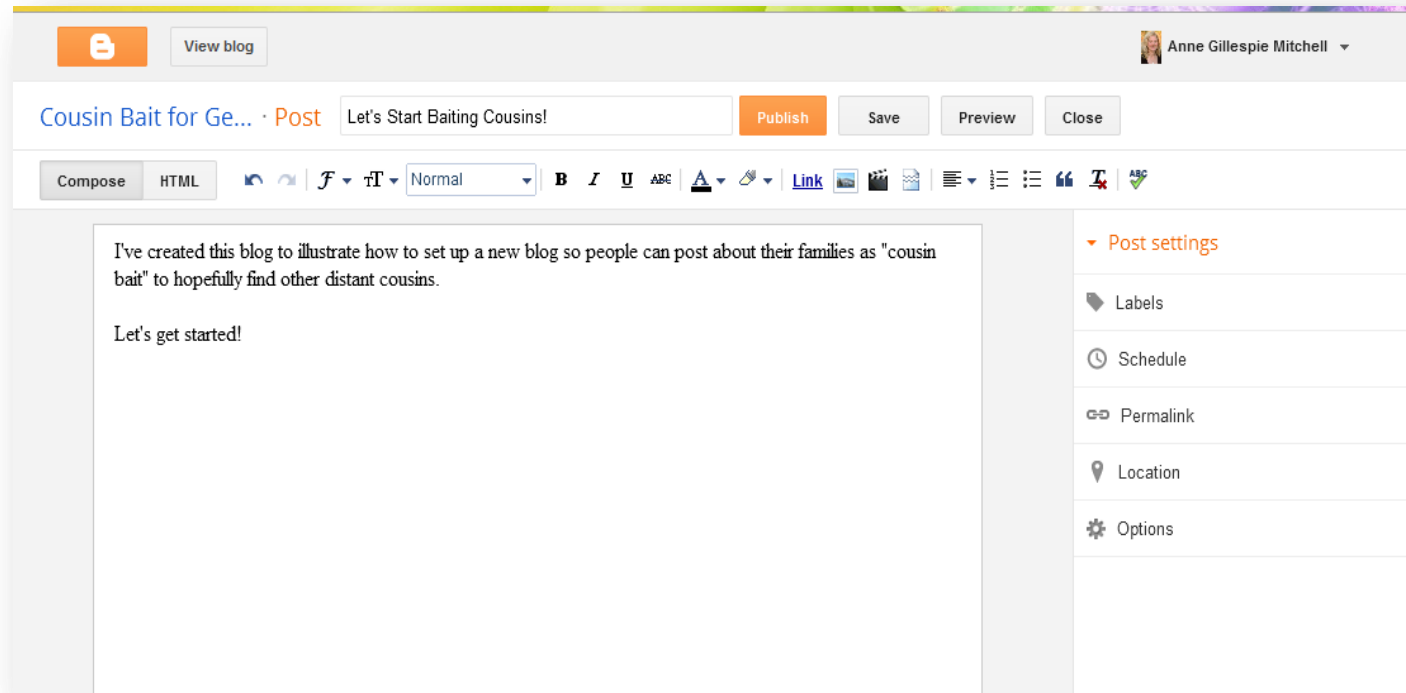 View blog
Anne Gillespie Mitchell
Cousin Bait for Ge... · Post
Let's Start Baiting Cousins!
Publish
Save
Preview
Close
Compose
HTML
Normal
B I U ABC A Link
I've created this blog to illustrate how to set up a new blog so people can post about their families as "cousin
bait" to hopefully find other distant cousins.
Let's get started!
Post settings
Labels
Schedule
Permalink
Location
Options